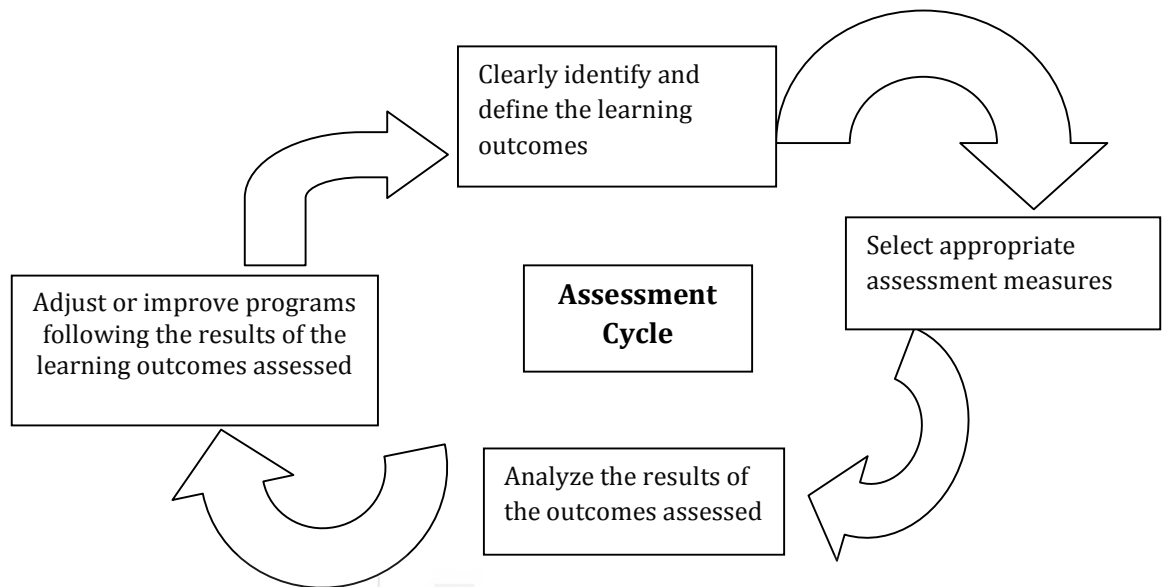 Clearly identify and
define the learning
outcomes
Select appropriate
assessment measures
Assessment
Cycle
Adjust or improve programs
following the results of the
learning outcomes assessed
Analyze the results of
the outcomes assessed